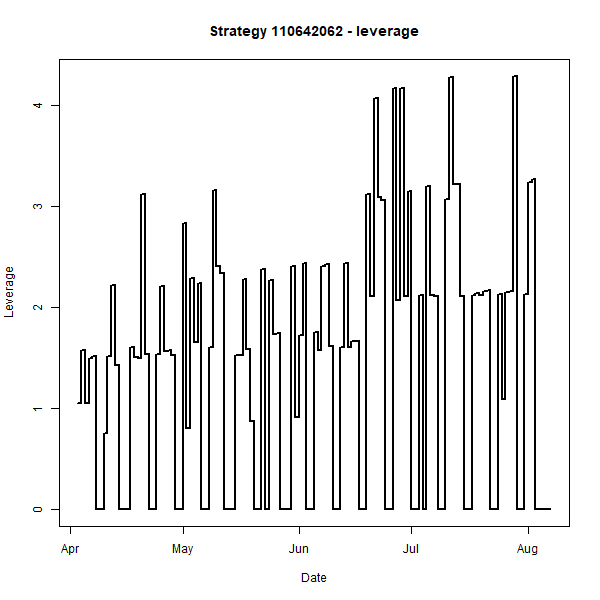 Strategy 110642062 - leverage
4
3
2
1
0
Leverage
Apr
May
Jun
Jul
Aug
Date